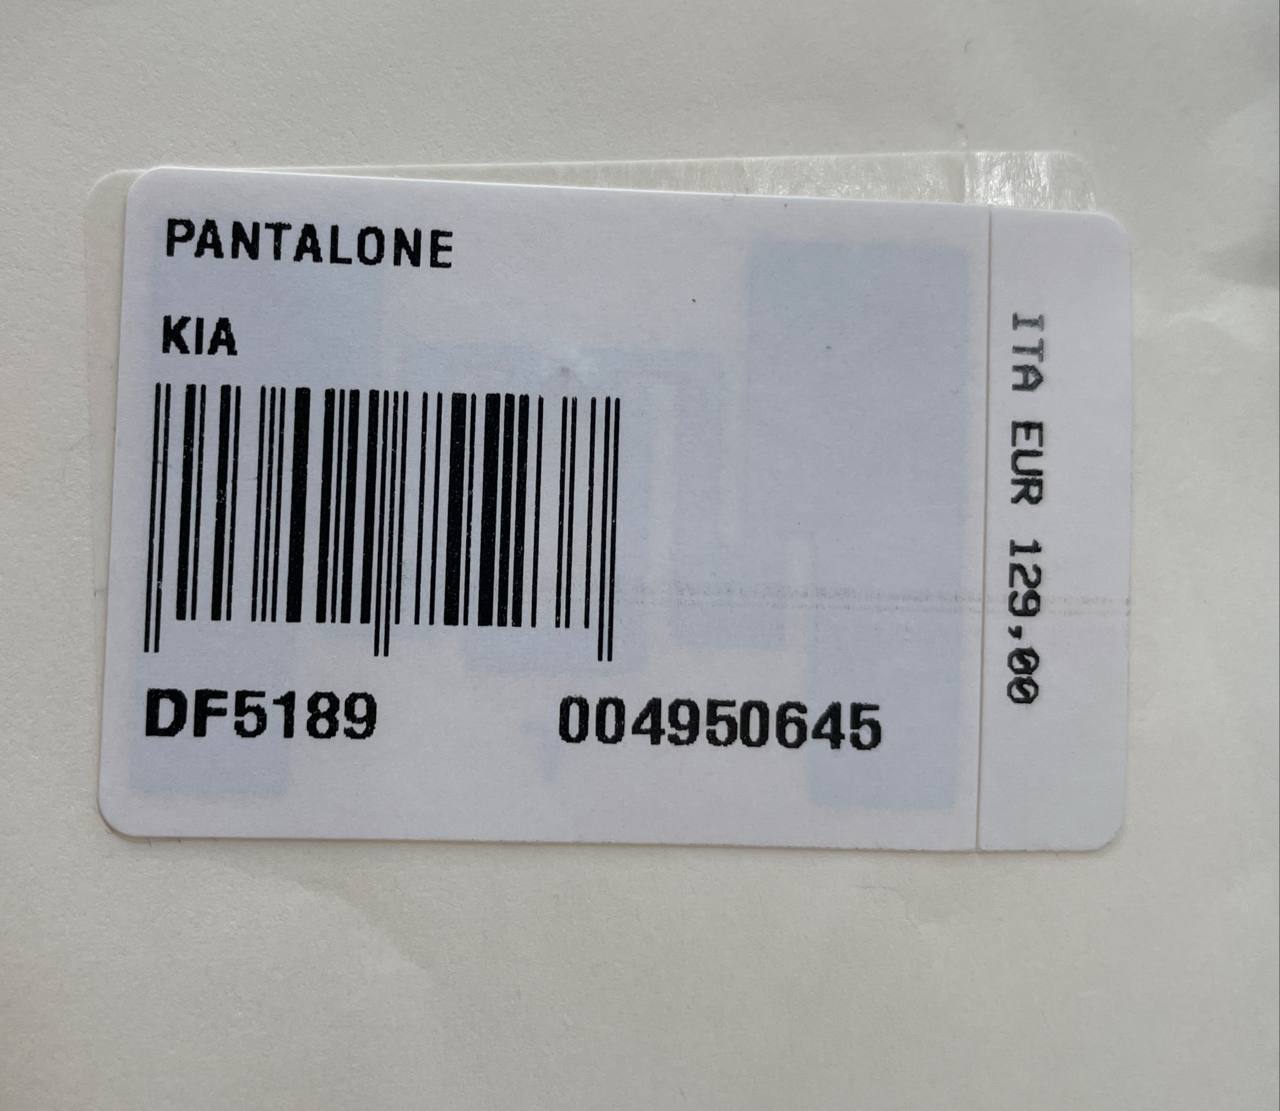 PANTALONE
KIA
DF5189 004950645
ITA EUR 129,00